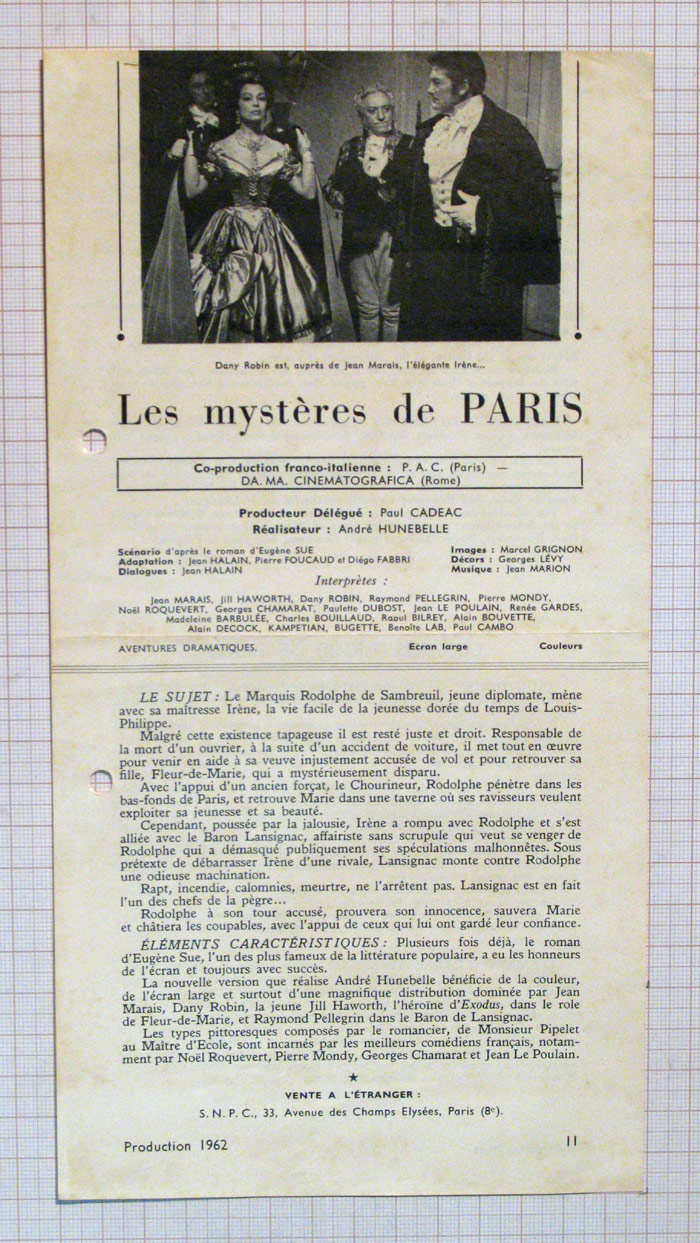 Dany Robin est, auprès de Jean Marais, l'élégante Irène...
Les mystères de PARIS
Co-production franco-italienne : P. A. C. (Paris) —
DA. MA. CINEMATOGRAFICA (Rome)
Producteur Délégué : Paul CADEAC
Réalisateur : André HUNEBELLE
Scénario d'après le roman d'Eugène SUE
Adaptation : Jean HALAIN, Pierre FOUCAUD et Diégo FABBRI
Dialogues : Jean HALAIN
Images : Marcel GRIGNON
Décors : Georges LÉVY
Musique : Jean MARION
Interprètes :
Jean MARAIS, Jill HAWORTH, Dany ROBIN, Raymond PELLEGRIN, Pierre MONDY,
Noël ROQUEVERT, Georges CHAMARAT, Paulette DUBOST, Jean LE POULAIN, Renée GARDES,
Madeleine BARBULÉE, Charles BOUILLAUD, Raoul BILREY, Alain BOUVETTE,
Alain DECOCK, KAMPETIAN, BUGETTE, Benoîte LAB, Paul CAMBO
AVENTURES DRAMATIQUES. Ecran large Couleurs
LE SUJET : Le Marquis Rodolphe de Sambreuil, jeune diplomate, mène
avec sa maîtresse Irène, la vie facile de la jeunesse dorée du temps de Louis-
Philippe.
Malgré cette existence tapageuse il est resté juste et droit. Responsable de
la mort d'un ouvrier, à la suite d'un accident de voiture, il met tout en œuvre
pour venir en aide à sa veuve injustement accusée de vol et pour retrouver sa
fille, Fleur-de-Marie, qui a mystérieusement disparu.
Avec l'appui d'un ancien forçat, le Chourineur, Rodolphe pénètre dans les
bas-fonds de Paris, et retrouve Marie dans une taverne où ses ravisseurs veulent
exploiter sa jeunesse et sa beauté.
Cependant, poussée par la jalousie, Irène a rompu avec Rodolphe et s'est
alliée avec le Baron Lansignac, affairiste sans scrupule qui veut se venger de
Rodolphe qui a démasqué publiquement ses spéculations malhonnêtes. Sous
prétexte de débarrasser Irène d'une rivale, Lansignac monte contre Rodolphe
une odieuse machination.
Rapt, incendie, calomnies, meurtre, ne l'arrêtent pas. Lansignac est en fait
l'un des chefs de la pègre...
Rodolphe à son tour accusé, prouvera son innocence, sauvera Marie
et châtiera les coupables, avec l'appui de ceux qui lui ont gardé leur confiance.
ÉLÉMENTS CARACTÉRISTIQUES : Plusieurs fois déjà, le roman
d'Eugène Sue, l'un des plus fameux de la littérature populaire, a eu les honneurs
de l'écran et toujours avec succès.
La nouvelle version que réalise André Hunebelle bénéficie de la couleur,
de l'écran large et surtout d'une magnifique distribution dominée par Jean
Marais, Dany Robin, la jeune Jill Haworth, l'héroïne d'Exodus, dans le role
de Fleur-de-Marie, et Raymond Pellegrin dans le Baron de Lansignac.
Les types pittoresques composés par le romancier, de Monsieur Pipelet
au Maître d'Ecole, sont incarnés par les meilleurs comédiens français, notam-
ment par Noël Roquevert, Pierre Mondy, Georges Chamarat et Jean Le Poulain.
VENTE A L'ÉTRANGER :
S. N. P. C., 33, Avenue des Champs Elysées, Paris (8e).
Production 1962 11